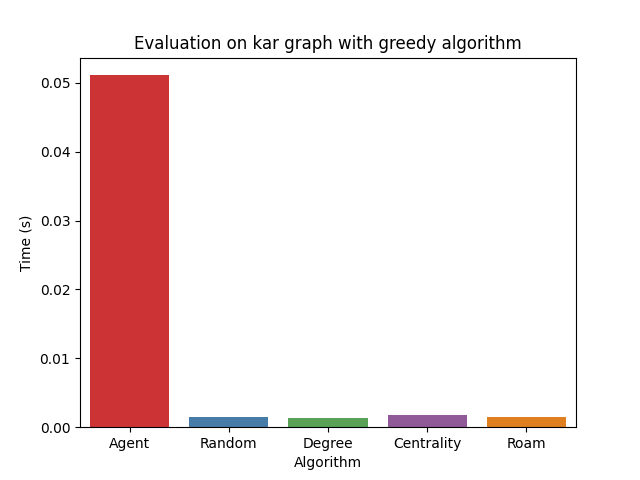 Evaluation on kar graph with greedy algorithm
Time (s)
0.05
0.04
0.03
0.02
0.01
0.00
Agent Random Degree Centrality Roam
Algorithm